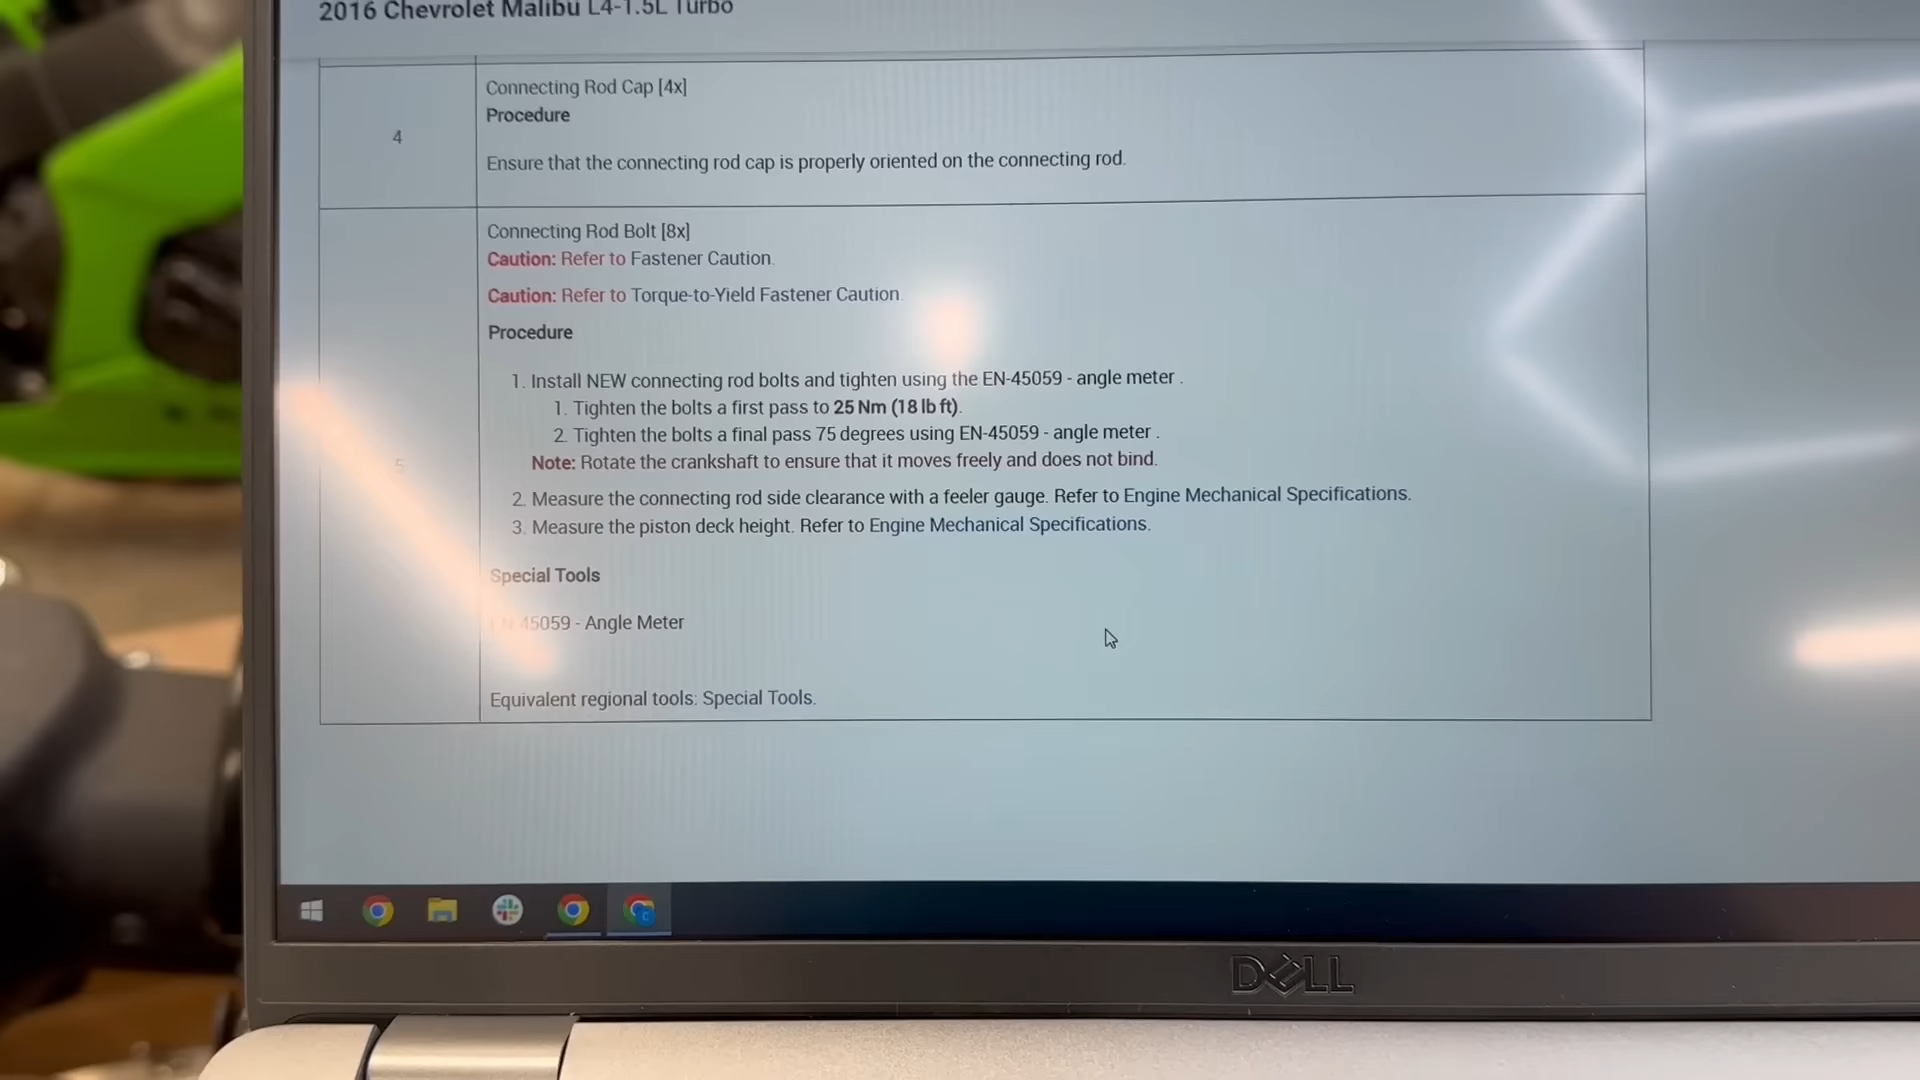 2016 Chevrolet Malibu L4-1.5L Turbo
4
Connecting Rod Cap [4x]
Procedure
Ensure that the connecting rod cap is properly oriented on the connecting rod.
5
Connecting Rod Bolt [8x]
Caution: Refer to Fastener Caution.
Caution: Refer to Torque-to-Yield Fastener Caution.
Procedure
1. Install NEW connecting rod bolts and tighten using the EN-45059 - angle meter .
1. Tighten the bolts a first pass to 25 Nm (18 lb ft).
2. Tighten the bolts a final pass 75 degrees using EN-45059 - angle meter .
Note: Rotate the crankshaft to ensure that it moves freely and does not bind.
2. Measure the connecting rod side clearance with a feeler gauge. Refer to Engine Mechanical Specifications.
3. Measure the piston deck height. Refer to Engine Mechanical Specifications.
Special Tools
EN-45059 - Angle Meter
Equivalent regional tools: Special Tools.
C
DELL